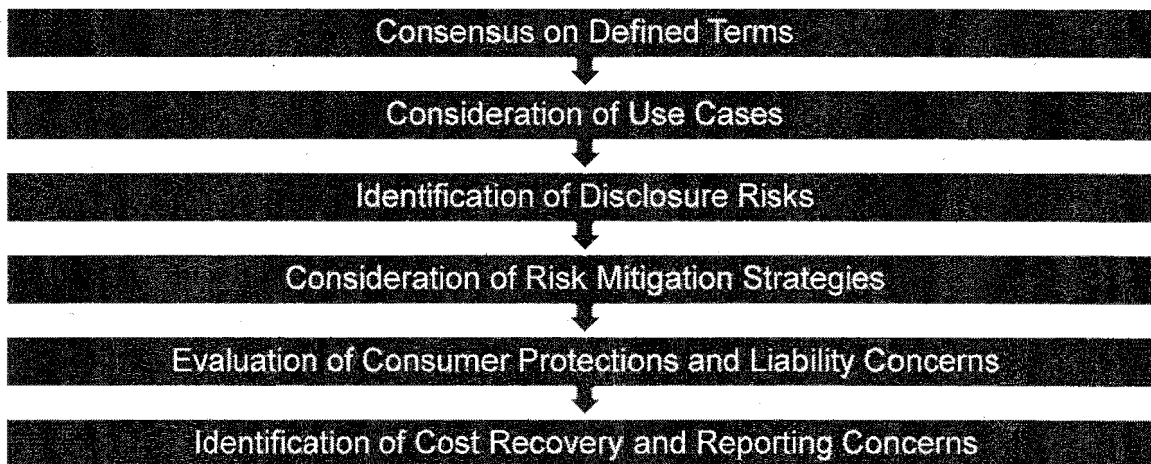 Consensus on Defined Terms
Consideration of Use Cases
Identification of Disclosure Risks
Consideration of Risk Mitigation Strategies
Evaluation of Consumer Protections and Liability Concerns
Identification of Cost Recovery and Reporting Concerns